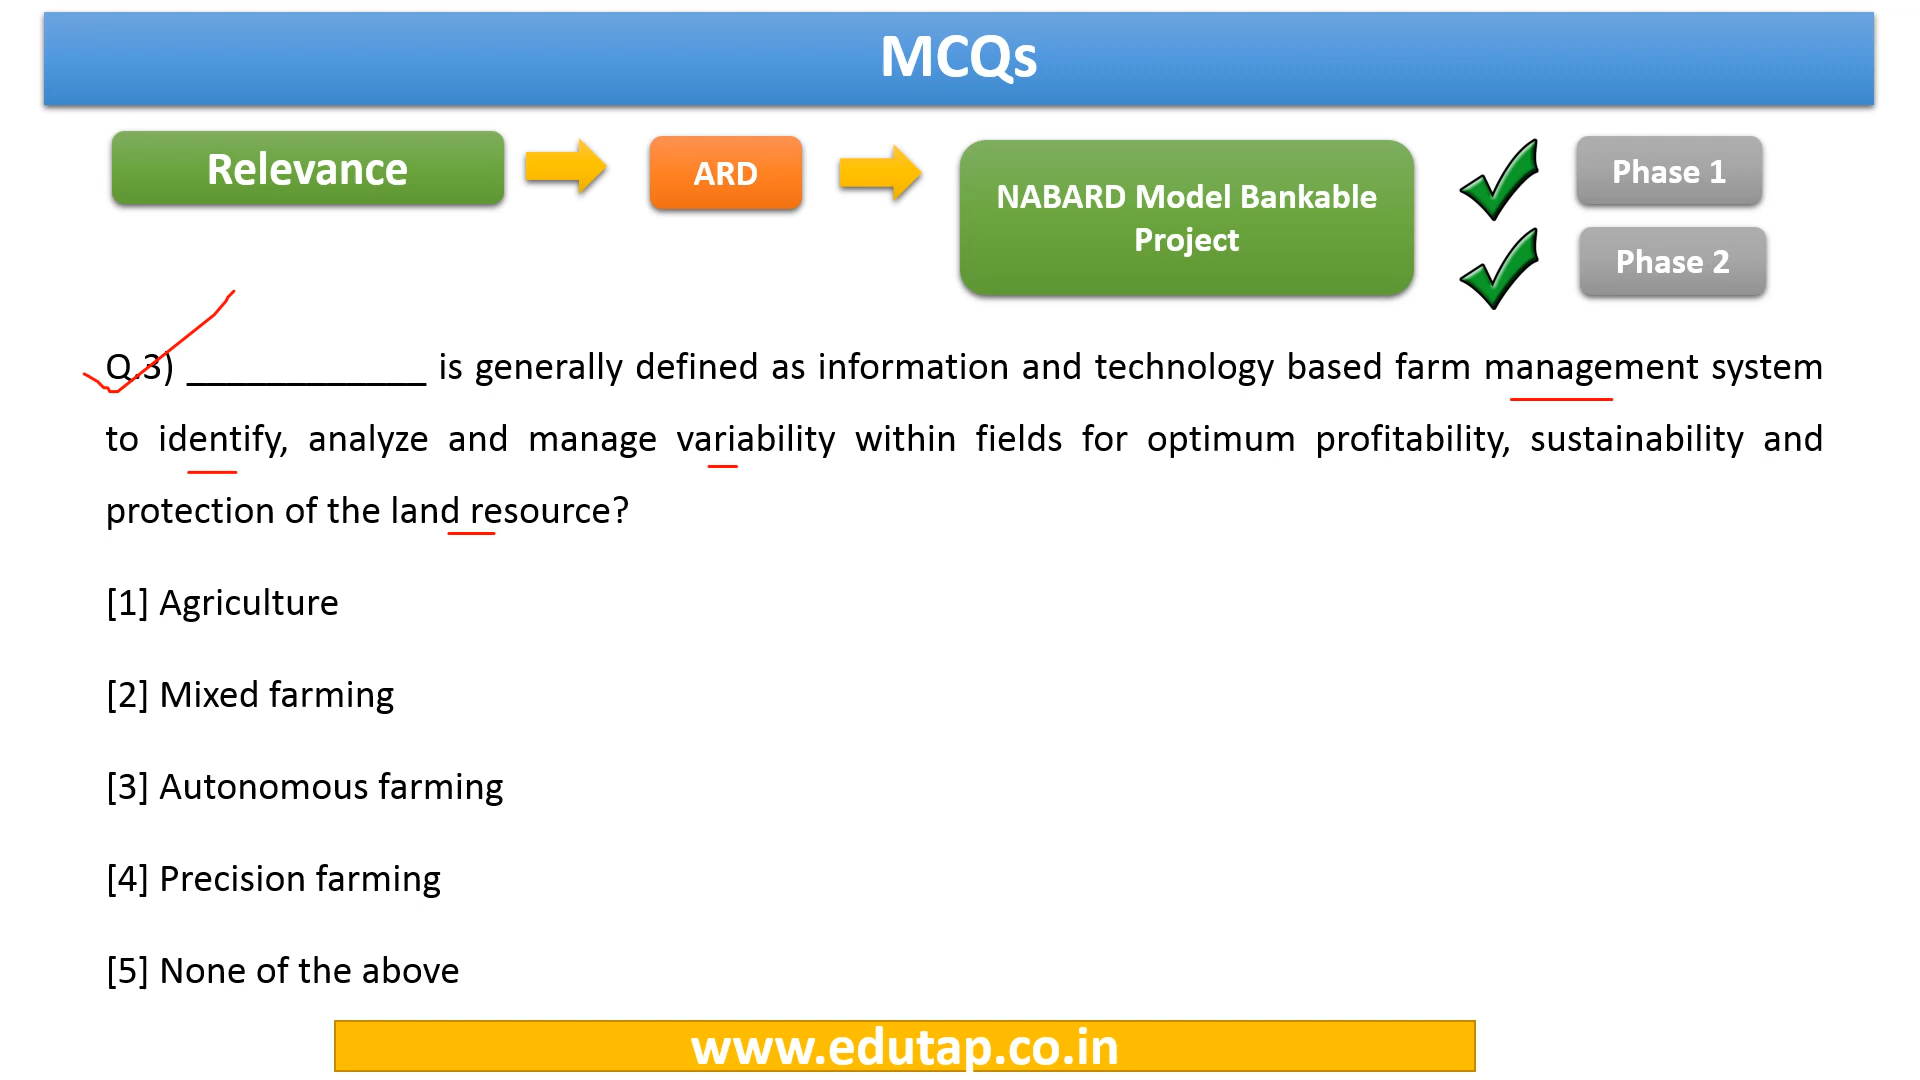 MCQs
Relevance
ARD
NABARD Model Bankable
Project
Phase 1
Phase 2
Q.3) ____________ is generally defined as information and technology based farm management system
to identify, analyze and manage variability within fields for optimum profitability, sustainability and
protection of the land resource?
[1] Agriculture
[2] Mixed farming
[3] Autonomous farming
[4] Precision farming
[5] None of the above
www.edutap.co.in